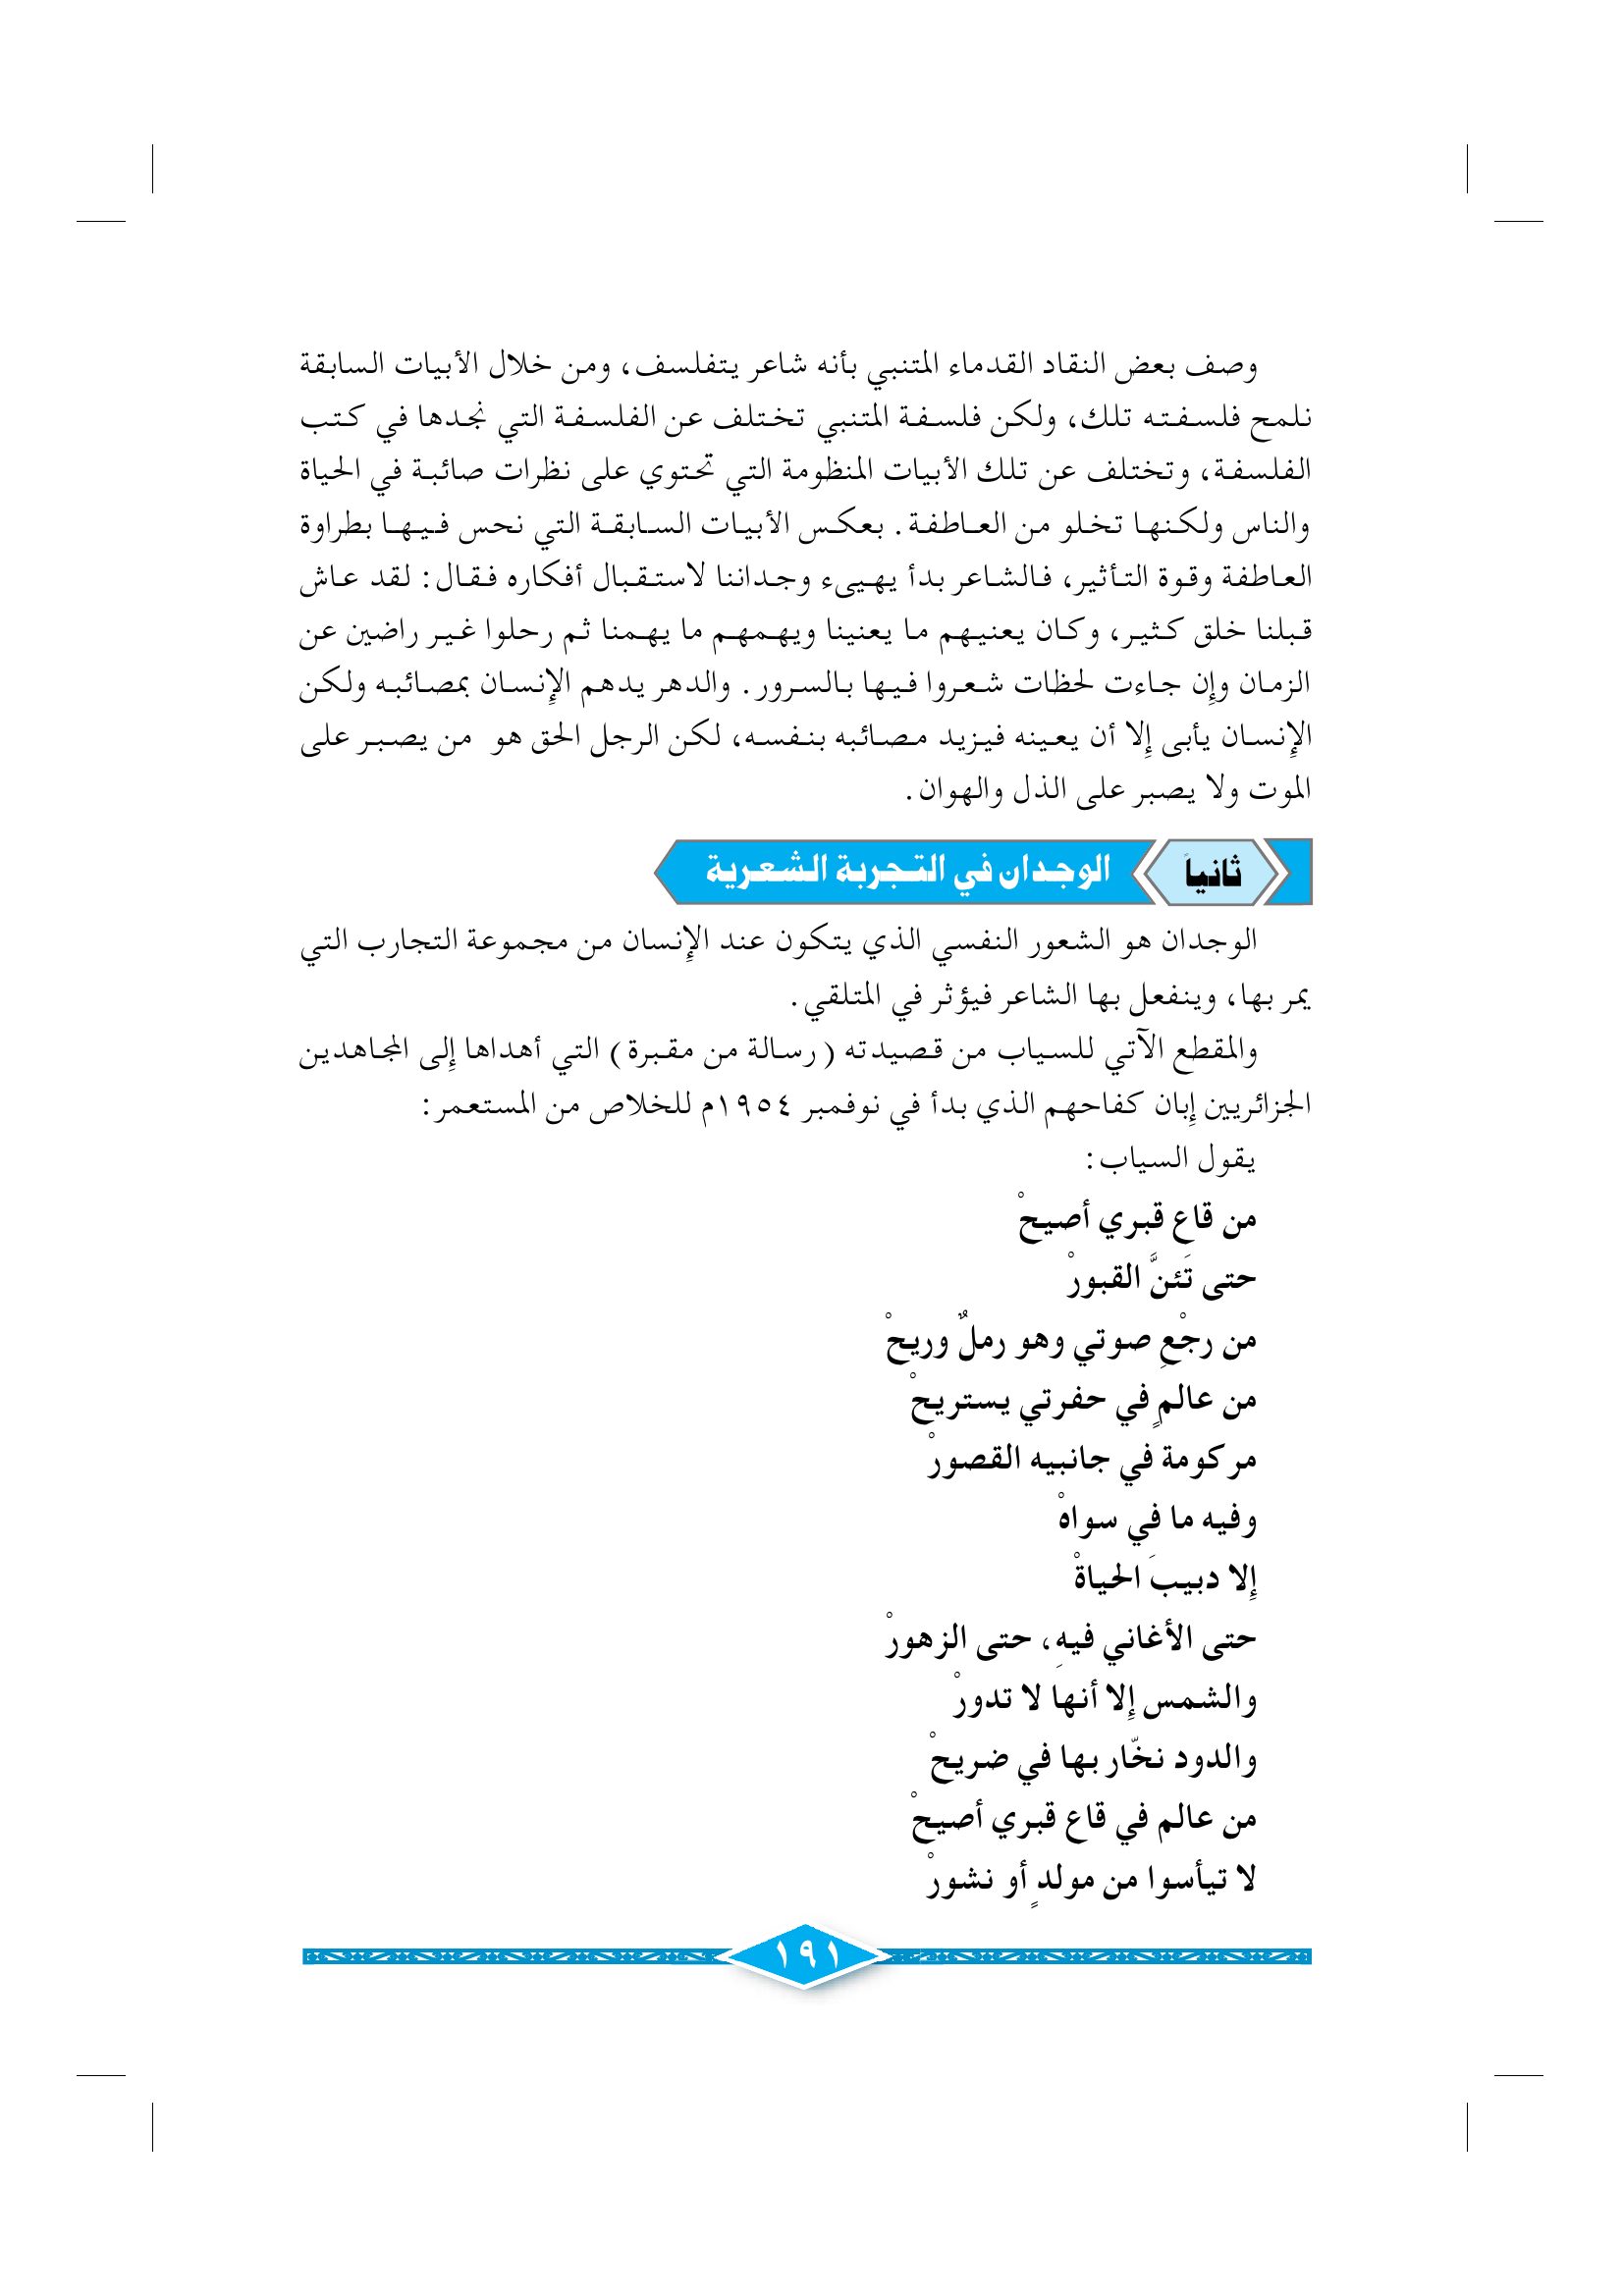 وصف بعض النقاد القدماء المتنبي بأنه شاعر يتفلسف، ومن خلال الأبيات السابقة
نلمح فلسفته تلك، ولكن فلسفة المتنبي تختلف عن الفلسفة التي نجدها في كتب
الفلسفة، وتختلف عن تلك الأبيات المنظومة التي تحتوي على نظرات صائبة في الحياة
والناس ولكنها تخلو من العاطفة. بعكس الأبيات السابقة التي نحس فيها بطراوة
العاطفة وقوة التأثير، فالشاعر بدأ يهيىء وجداننا لاستقبال أفكاره فقال: لقد عاش
قبلنا خلق كثير، وكان يعنيهم ما يعنينا ويهمهم ما يهمنا ثم رحلوا غير راضين عن
الزمان وإن جاءت لحظات شعروا فيها بالسرور. والدهر يدهم الإنسان بمصائبه ولكن
الإنسان يأبى إلا أن يعينه فيزيد مصائبه بنفسه، لكن الرجل الحق هو من يصبر على
الموت ولا يصبر على الذل والهوان.
ثانياً الوجدان في التجربة الشعرية
الوجدان هو الشعور النفسي الذي يتكون عند الإنسان من مجموعة التجارب التي
يمر بها، وينفعل بها الشاعر فيؤثر في المتلقي.
والمقطع الآتي للسياب من قصيدته (رسالة من مقبرة) التي أهداها إلى المجاهدين
الجزائريين إبان كفاحهم الذي بدأ في نوفمبر ١٩٥٤م للخلاص من المستعمر:
يقول السياب:
من قاع قبري أصيحْ
حتى تَئنَّ القبورْ
من رجْعِ صوتي وهو رملٌ وريحْ
من عالمٍ في حفرتي يستريحْ
مركومة في جانبيه القصورْ
وفيه ما في سواهْ
إلا دبيبَ الحياةْ
حتى الأغاني فيهِ، حتى الزهورْ
والشمس إلا أنهَا لا تدورْ
والدود نخّار بها في ضريحْ
من عالم في قاع قبري أصيحْ
لا تيأسوا من مولدٍ أو نشورْ
١٩١